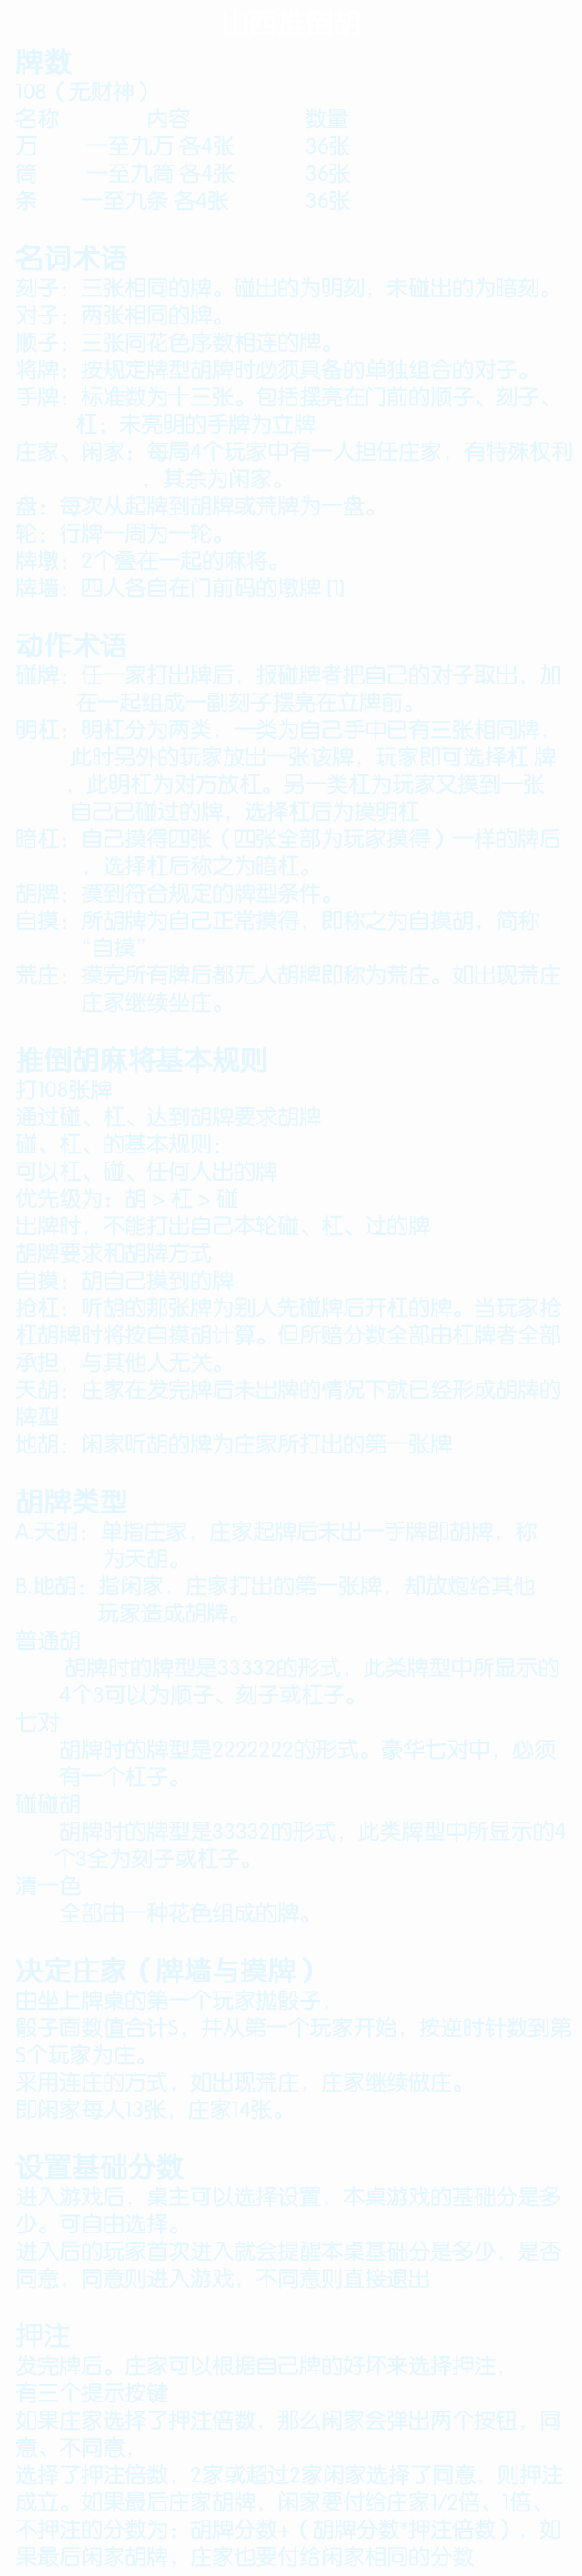 牌数
108（无财神）
名称 内容 数量
万 一至九万 各4张 36张
筒 一至九筒 各4张 36张
条 一至九条 各4张 36张
名词术语
刻子：三张相同的牌。碰出的为明刻，未碰出的为暗刻。
对子：两张相同的牌。
顺子：三张同花色序数相连的牌。
将牌：按规定牌型胡牌时必须具备的单独组合的对子。
手牌：标准数为十三张。包括摆亮在门前的顺子、刻子、
杠；未亮明的手牌为立牌
庄家、闲家：每局4个玩家中有一人担任庄家，有特殊权利
，其余为闲家。
盘：每次从起牌到胡牌或荒牌为一盘。
轮：行牌一周为一轮。
牌墩：2个叠在一起的麻将。
牌墙：四人各自在门前码的墩牌 [1]
动作术语
碰牌：任一家打出牌后，报碰牌者把自己的对子取出，加
在一起组成一副刻子摆亮在立牌前。
明杠：明杠分为两类，一类为自己手中已有三张相同牌，
此时另外的玩家放出一张该牌，玩家即可选择杠 牌
，此明杠为对方放杠。另一类杠为玩家又摸到一张
自己已碰过的牌，选择杠后为摸明杠
暗杠：自己摸得四张（四张全部为玩家摸得）一样的牌后
，选择杠后称之为暗杠。
胡牌：摸到符合规定的牌型条件。
自摸：所胡牌为自己正常摸得，即称之为自摸胡，简称
“自摸”
荒庄：摸完所有牌后都无人胡牌即称为荒庄。如出现荒庄
庄家继续坐庄。
推倒胡麻将基本规则
打108张牌
通过碰、杠、达到胡牌要求胡牌
碰、杠、的基本规则：
可以杠、碰、任何人出的牌
优先级为：胡 > 杠 > 碰
出牌时，不能打出自己本轮碰、杠、过的牌
胡牌要求和胡牌方式
自摸：胡自己摸到的牌
抢杠：听胡的那张牌为别人先碰牌后开杠的牌。当玩家抢
杠胡牌时将按自摸胡计算。但所赔分数全部由杠牌者全部
承担，与其他人无关。
天胡：庄家在发完牌后未出牌的情况下就已经形成胡牌的
牌型
地胡：闲家听胡的牌为庄家所打出的第一张牌
胡牌类型
A.天胡：单指庄家，庄家起牌后未出一手牌即胡牌，称
为天胡。
B.地胡：指闲家，庄家打出的第一张牌，却放炮给其他
玩家造成胡牌。
普通胡
胡牌时的牌型是33332的形式，此类牌型中所显示的
4个3可以为顺子、刻子或杠子。
七对
胡牌时的牌型是2222222的形式。豪华七对中，必须
有一个杠子。
碰碰胡
胡牌时的牌型是33332的形式，此类牌型中所显示的4
个3全为刻子或杠子。
清一色
全部由一种花色组成的牌。
决定庄家（牌墙与摸牌）
由坐上牌桌的第一个玩家抛骰子，
骰子面数值合计S，并从第一个玩家开始，按逆时针数到第
S个玩家为庄。
采用连庄的方式，如出现荒庄，庄家继续做庄。
即闲家每人13张，庄家14张。
设置基础分数
进入游戏后，桌主可以选择设置，本桌游戏的基础分是多
少。可自由选择。
进入后的玩家首次进入就会提醒本桌基础分是多少，是否
同意，同意则进入游戏，不同意则直接退出
押注
发完牌后。庄家可以根据自己牌的好坏来选择押注，
有三个提示按键
如果庄家选择了押注倍数，那么闲家会弹出两个按钮，同
意、不同意，
选择了押注倍数，2家或超过2家闲家选择了同意，则押注
成立。如果最后庄家胡牌，闲家要付给庄家1/2倍、1倍、
不押注的分数为：胡牌分数+（胡牌分数*押注倍数），如
果最后闲家胡牌，庄家也要付给闲家相同的分数